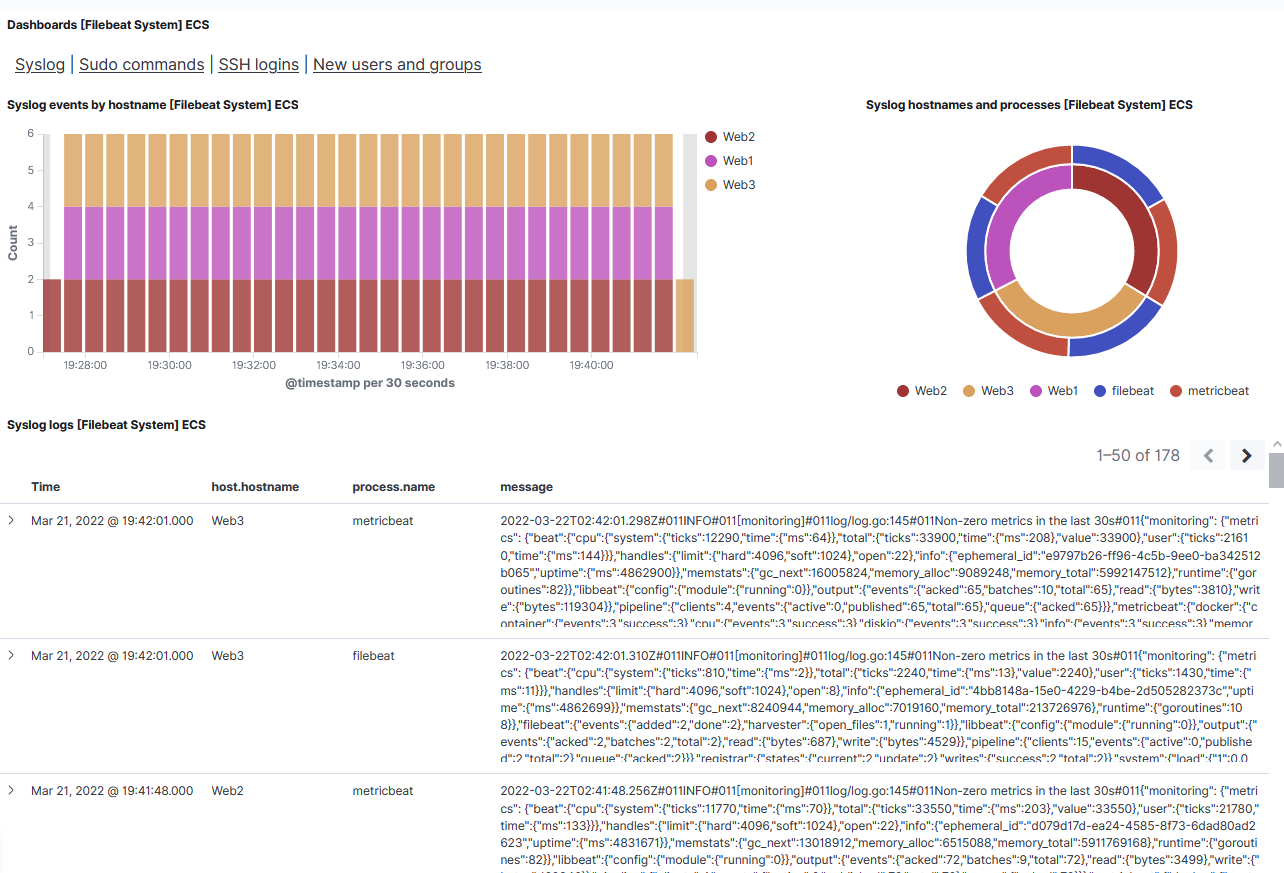 Dashboards [Filebeat System] ECS
Syslog | Sudo commands | SSH logins | New users and groups
Syslog events by hostname [Filebeat System] ECS
6
5
4
3
2
1
0
Count
19:28:00 19:30:00 19:32:00 19:34:00 19:36:00 19:38:00 19:40:00
@timestamp per 30 seconds
Web2
Web1
Web3
Syslog hostnames and processes [Filebeat System] ECS
Web2 Web3 Web1 filebeat metricbeat
Syslog logs [Filebeat System] ECS
1–50 of 178
Time host.hostname process.name message
Mar 21, 2022 @ 19:42:01.000 Web3 metricbeat 2022-03-22T02:42:01.298Z#011INFO#011[monitoring]#011log/log.go:145#011Non-zero metrics in the last 30s#011{"monitoring": {"metri
cs": {"beat":{"cpu":{"system":{"ticks":12290,"time":{"ms":64}},"total":{"ticks":33900,"time":{"ms":208},"value":33900},"user":{"ticks":2161
0,"time":{"ms":144}}},"handles":{"limit":{"hard":4096,"soft":1024},"open":22},"info":{"ephemeral_id":"e9797b26-ff96-4c5b-9ee0-ba342512
b065","uptime":{"ms":4862900}},"memstats":{"gc_next":16005824,"memory_alloc":9089248,"memory_total":5992147512},"runtime":{"gor
outines":82}},"libbeat":{"config":{"module":{"running":0}},"output":{"events":{"acked":65,"batches":10,"total":65},"read":{"bytes":3810},"writ
e":{"bytes":119304}},"pipeline":{"clients":4,"events":{"active":0,"published":65,"total":65},"queue":{"acked":65}}},"metricbeat":{"docker":{"c
ontainer":{"events":3,"success":3},"cpu":{"events":3,"success":3},"diskio":{"events":3,"success":3},"info":{"events":3,"success":3},"memor
Mar 21, 2022 @ 19:42:01.000 Web3 filebeat 2022-03-22T02:42:01.310Z#011INFO#011[monitoring]#011log/log.go:145#011Non-zero metrics in the last 30s#011{"monitoring": {"metri
cs": {"beat":{"cpu":{"system":{"ticks":810,"time":{"ms":2}},"total":{"ticks":2240,"time":{"ms":13},"value":2240},"user":{"ticks":1430,"time":{"
ms":11}}},"handles":{"limit":{"hard":4096,"soft":1024},"open":8},"info":{"ephemeral_id":"4bb8148a-15e0-4229-b4be-2d505282373c","upti
me":{"ms":4862699}},"memstats":{"gc_next":8240944,"memory_alloc":7019160,"memory_total":213726976},"runtime":{"goroutines":10
8}},"filebeat":{"events":{"added":2,"done":2},"harvester":{"open_files":1,"running":1}},"libbeat":{"config":{"module":{"running":0}},"output":{"
events":{"acked":2,"batches":2,"total":2},"read":{"bytes":687},"write":{"bytes":4529}},"pipeline":{"clients":15,"events":{"active":0,"publishe
d":2,"total":2},"queue":{"acked":2}}},"registrar":{"states":{"current":2,"update":2},"writes":{"success":2,"total":2}},"system":{"load":{"1":0.0
Mar 21, 2022 @ 19:41:48.000 Web2 metricbeat 2022-03-22T02:41:48.256Z#011INFO#011[monitoring]#011log/log.go:145#011Non-zero metrics in the last 30s#011{"monitoring": {"metri
cs": {"beat":{"cpu":{"system":{"ticks":11770,"time":{"ms":70}},"total":{"ticks":33550,"time":{"ms":203},"value":33550},"user":{"ticks":21780,
"time":{"ms":133}}},"handles":{"limit":{"hard":4096,"soft":1024},"open":22},"info":{"ephemeral_id":"d079d17d-ea24-4585-8f73-6dad80ad2
623","uptime":{"ms":4831671}},"memstats":{"gc_next":13018912,"memory_alloc":6515088,"memory_total":5911769168},"runtime":{"gorouti
nes":82}},"libbeat":{"config":{"module":{"running":0}},"output":{"events":{"acked":72,"batches":9,"total":72},"read":{"bytes":3499},"write":{"